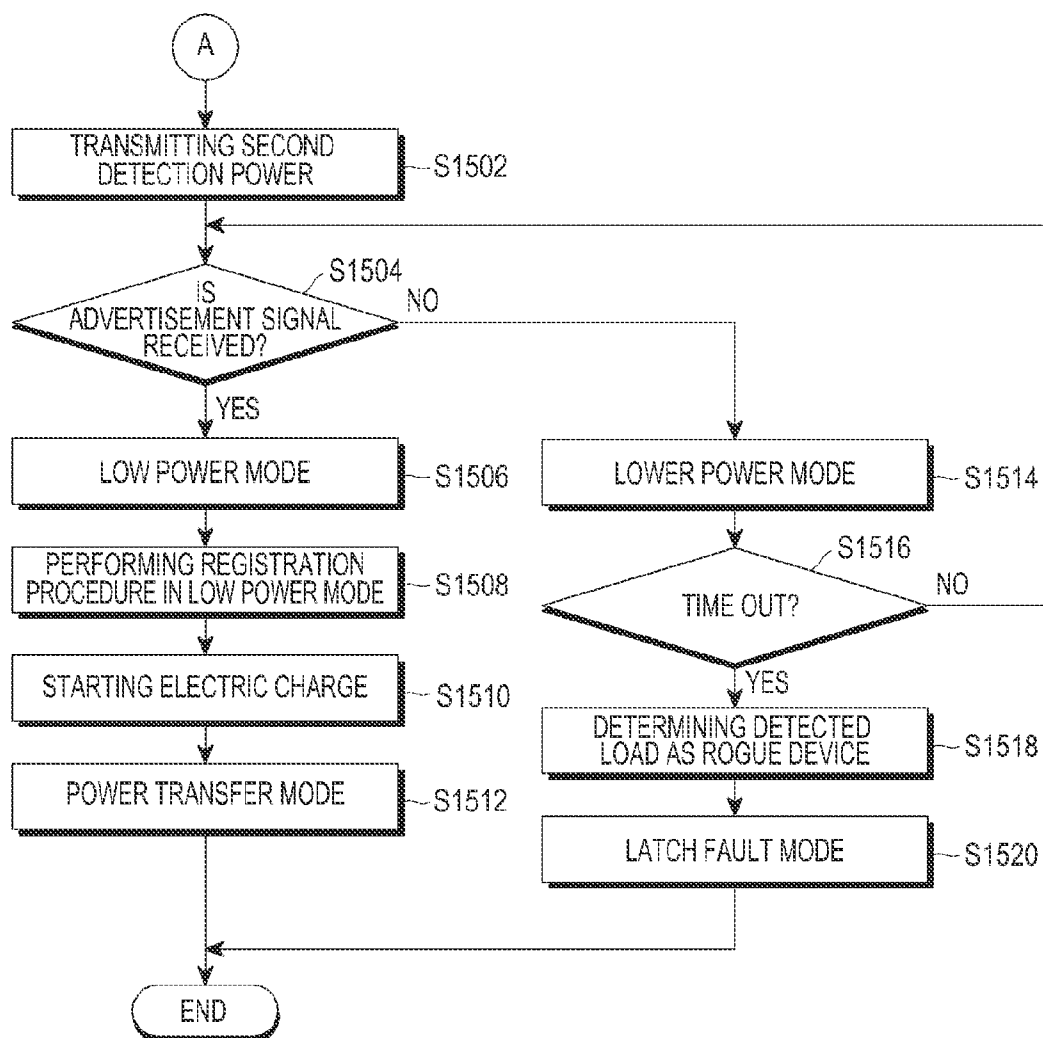 A
TRANSMITTING SECOND
DETECTION POWER
S1502
S1504
IS
ADVERTISEMENT SIGNAL
RECEIVED?
NO
YES
LOW POWER MODE
S1506
LOWER POWER MODE
S1514
PERFORMING REGISTRATION
PROCEDURE IN LOW POWER MODE
S1508
S1516
TIME OUT?
NO
YES
STARTING ELECTRIC CHARGE
S1510
DETERMINING DETECTED
LOAD AS ROGUE DEVICE
S1518
POWER TRANSFER MODE
S1512
LATCH FAULT MODE
S1520
END